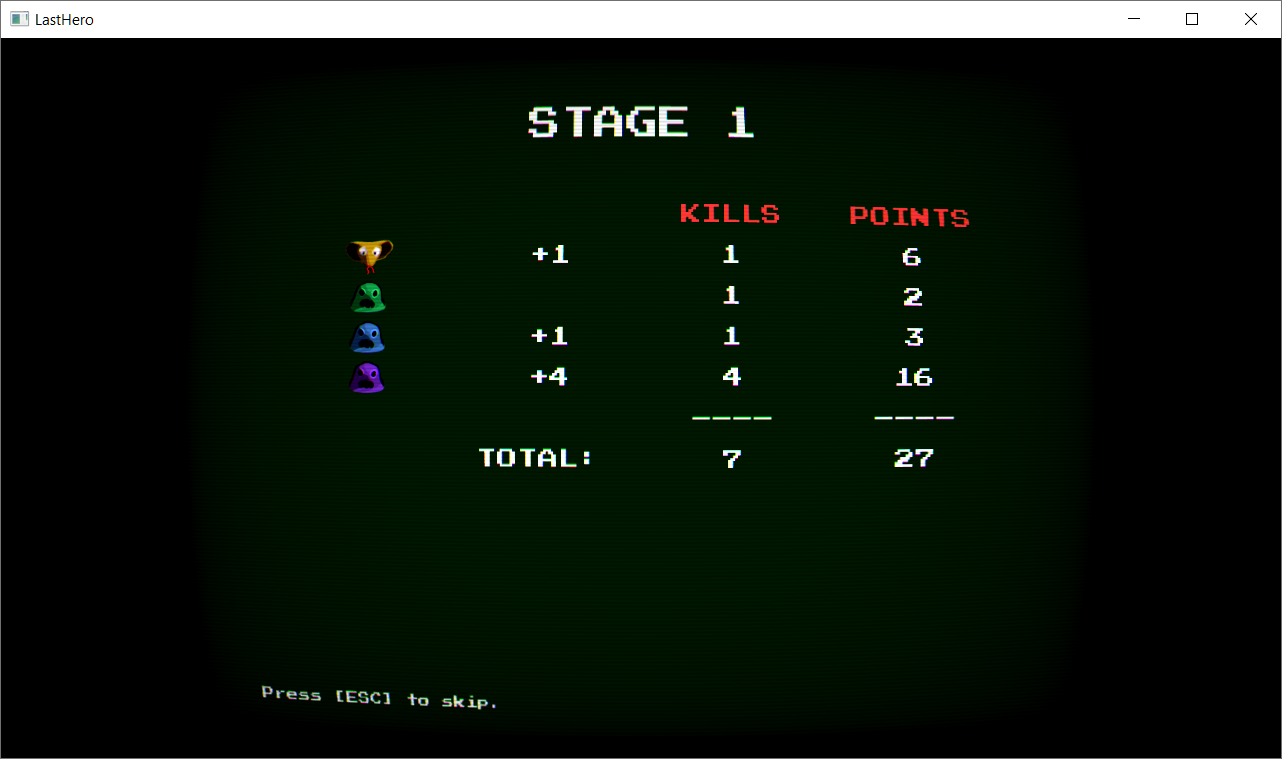 LastHero
STAGE 1
KILLS POINTS
+1 1 6
1 2
+1 1 3
+4 4 16
---- ----
TOTAL: 7 27
Press [ESC] to skip.